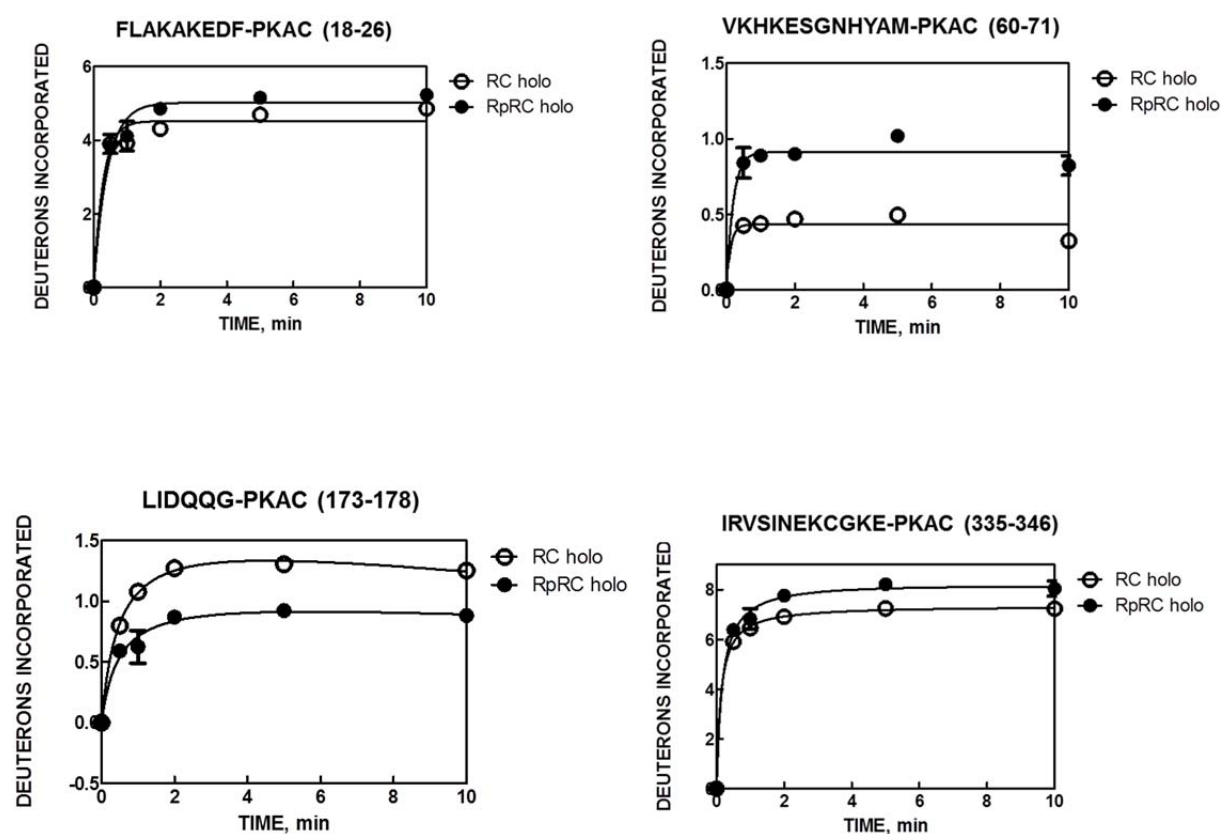 FLAKAKEDF-PKAC (18-26)
DEUTERONS INCORPORATED
6
4
2
0
0 2 4 6 8 10
TIME, min
RC holo
RpRC holo
VKHKESGNHYAM-PKAC (60-71)
DEUTERONS INCORPORATED
1.5
1.0
0.5
0.0
0 2 4 6 8 10
TIME, min
RC holo
RpRC holo
LIDQQG-PKAC (173-178)
DEUTERONS INCORPORATED
1.5
1.0
0.5
0.0
-0.5
0 2 4 6 8 10
TIME, min
RC holo
RpRC holo
IRVSINEKCGKE-PKAC (335-346)
DEUTERONS INCORPORATED
8
6
4
2
0
0 2 4 6 8 10
TIME, min
RC holo
RpRC holo